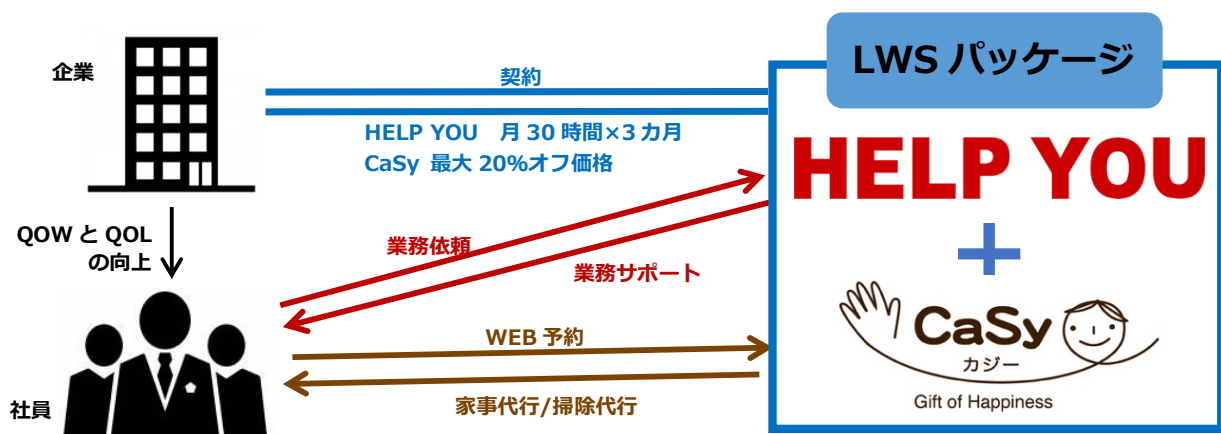 企業
契約
HELP YOU 月 30 時間×3 カ月
CaSy 最大 20%オフ価格
LWS パッケージ
HELP YOU
+
CaSy
カジー
Gift of Happiness
QOW と QOL
の向上
業務依頼
業務サポート
WEB 予約
家事代行/掃除代行
社員